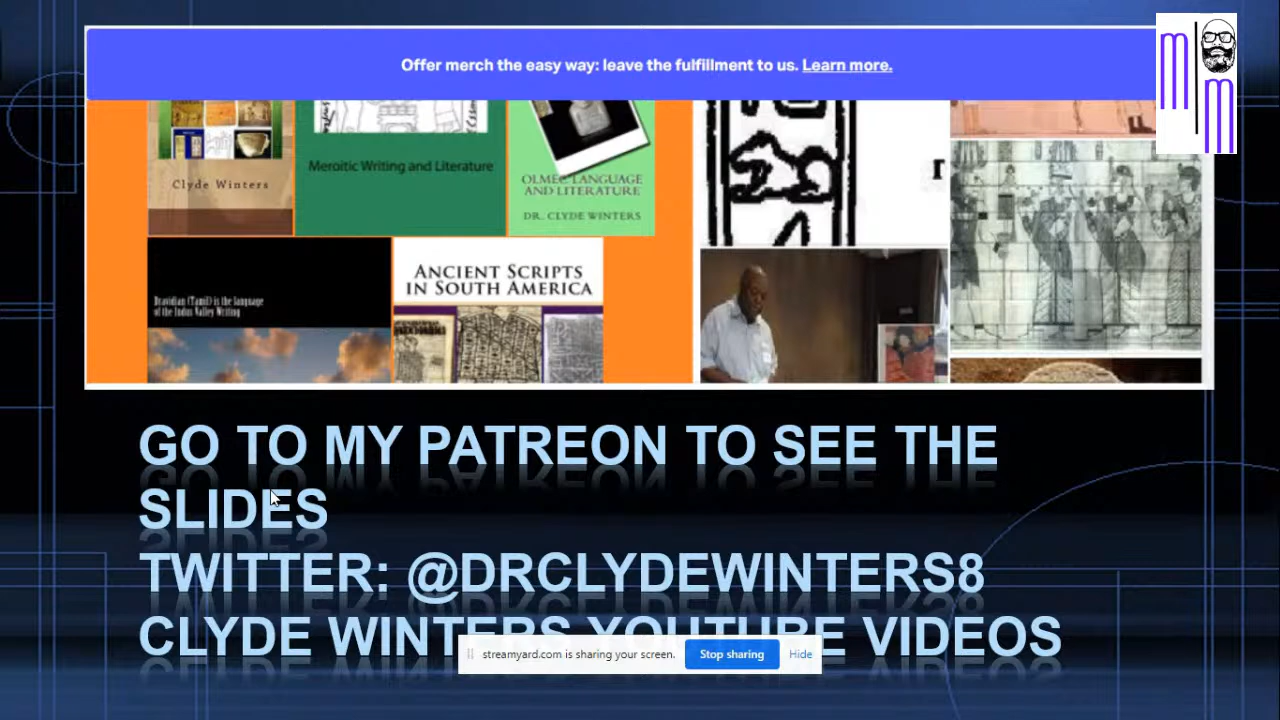 Offer merch the easy way: leave the fulfillment to us. Learn more.
m m
Clyde Winters
Meroitic Writing and Literature
OLMEC LANGUAGE
AND LITERATURE
DR. CLYDE WINTERS
Dravidian (Tamil) is the language
of the Indus Valley Writing
ANCIENT SCRIPTS
IN SOUTH AMERICA
GO TO MY PATREON TO SEE THE
SLIDES
TWITTER: @DRCLYDEWINTERS8
CLYDE WINTERS YOUTUBE VIDEOS
streamyard.com is sharing your screen. Stop sharing Hide